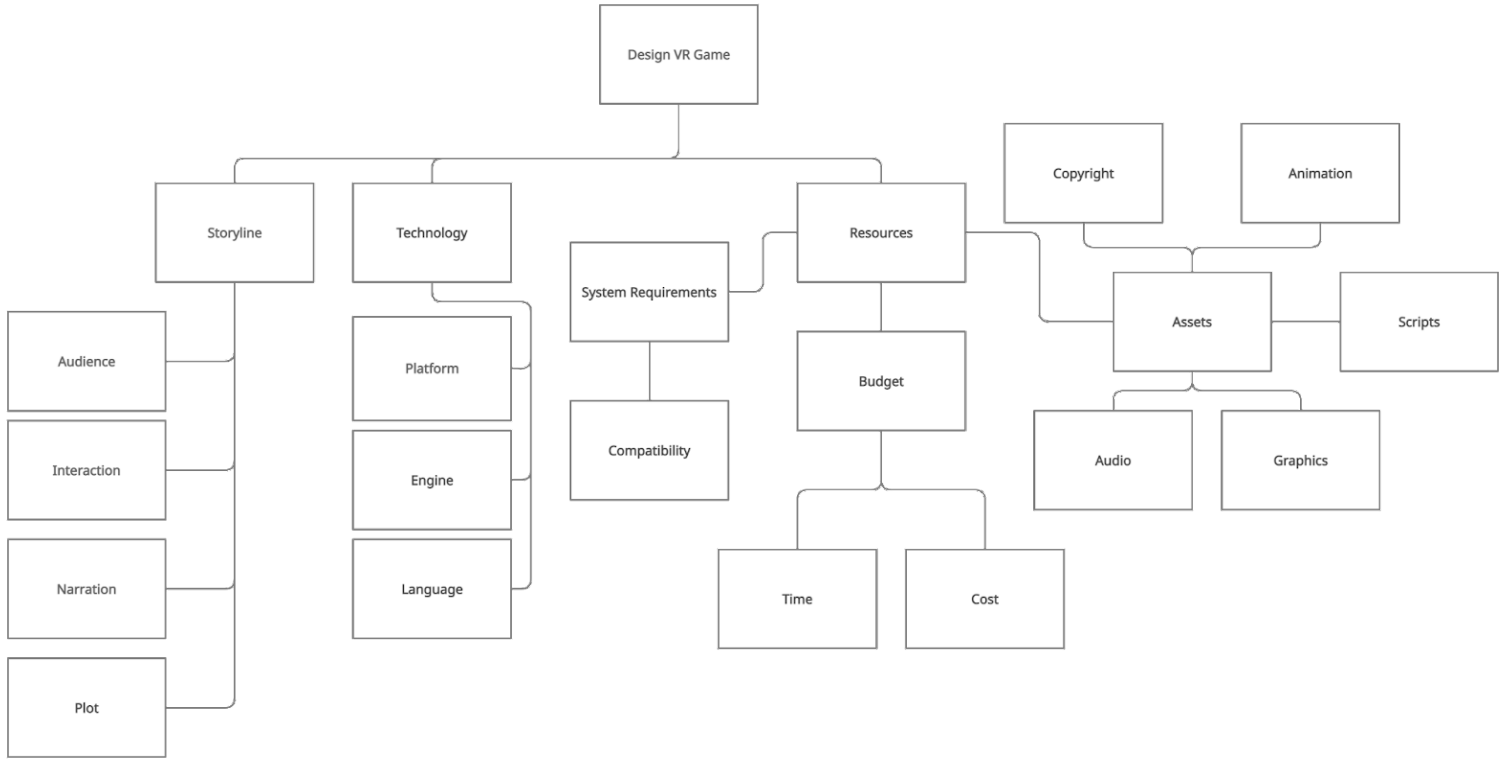 Design VR Game
Copyright
Animation
Storyline
Technology
Resources
System Requirements
Assets
Scripts
Audience
Platform
Budget
Compatibility
Audio
Graphics
Interaction
Engine
Narration
Language
Time
Cost
Plot